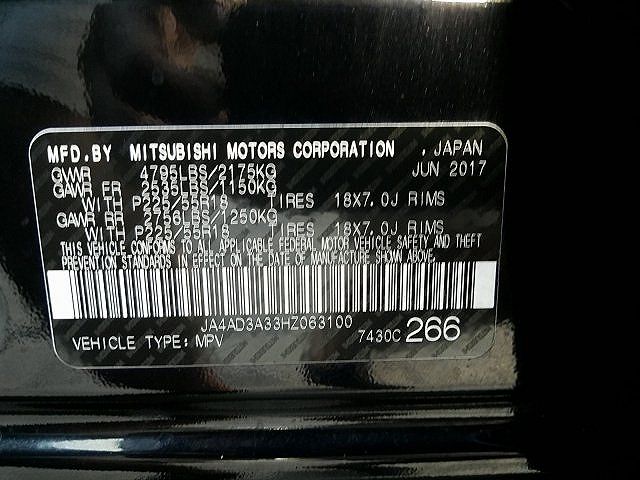 MFD.BY MITSUBISHI MOTORS CORPORATION , JAPAN
GVWR 4795LBS/2175KG JUN 2017
GAWR FR 2535LBS/1150KG
WITH P225/55R18 TIRES 18X7.0J RIMS
GAWR RR 2756LBS/1250KG
WITH P225/55R18 TIRES 18X7.0J RIMS
THIS VEHICLE CONFORMS TO ALL APPLICABLE FEDERAL MOTOR VEHICLE SAFETY AND THEFT
PREVENTION STANDARDS IN EFFECT ON THE DATE OF MANUFACTURE SHOWN ABOVE.
JA4AD3A33HZ063100
VEHICLE TYPE: MPV 7430C 266